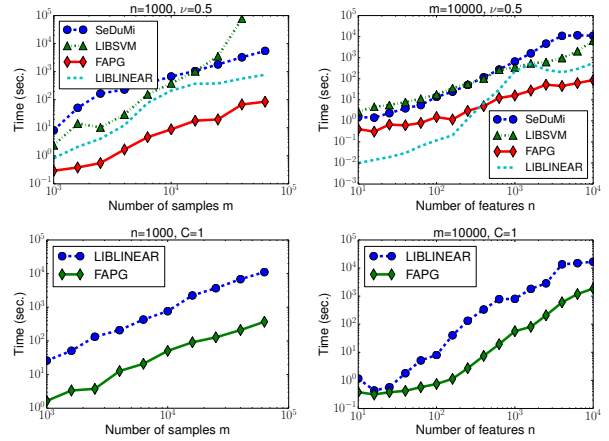 n=1000, ν=0.5
Time (sec.)
10^5
10^4
10^3
10^2
10^1
10^0
10^-1
SeDuMi
LIBSVM
FAPG
LIBLINEAR
10^3
10^4
10^5
Number of samples m
m=10000, ν=0.5
Time (sec.)
10^5
10^4
10^3
10^2
10^1
10^0
10^-1
10^-2
10^-3
SeDuMi
LIBSVM
FAPG
LIBLINEAR
10^1
10^2
10^3
10^4
Number of features n
n=1000, C=1
Time (sec.)
10^5
10^4
10^3
10^2
10^1
10^0
LIBLINEAR
FAPG
10^3
10^4
10^5
Number of samples m
m=10000, C=1
Time (sec.)
10^5
10^4
10^3
10^2
10^1
10^0
10^-1
LIBLINEAR
FAPG
10^1
10^2
10^3
10^4
Number of features n